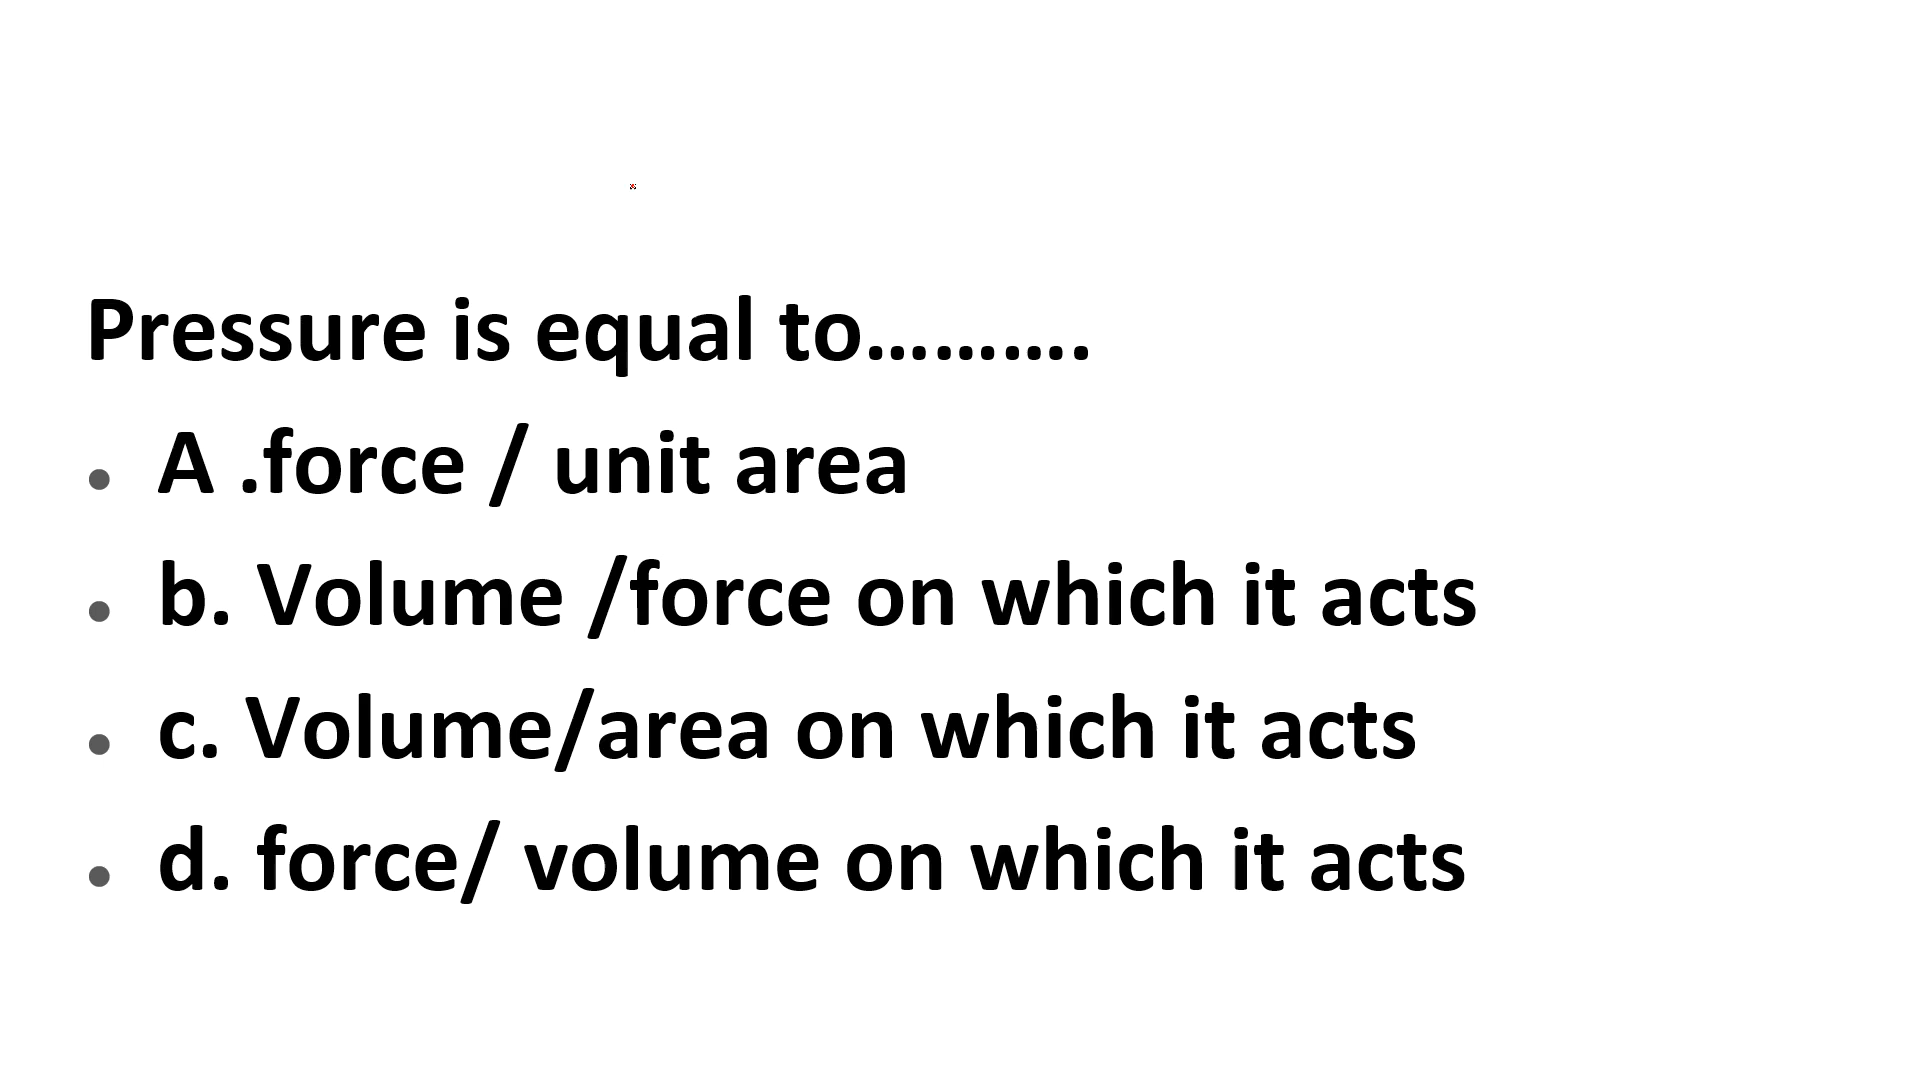 Pressure is equal to……….
• A .force / unit area
• b. Volume /force on which it acts
• c. Volume/area on which it acts
• d. force/ volume on which it acts